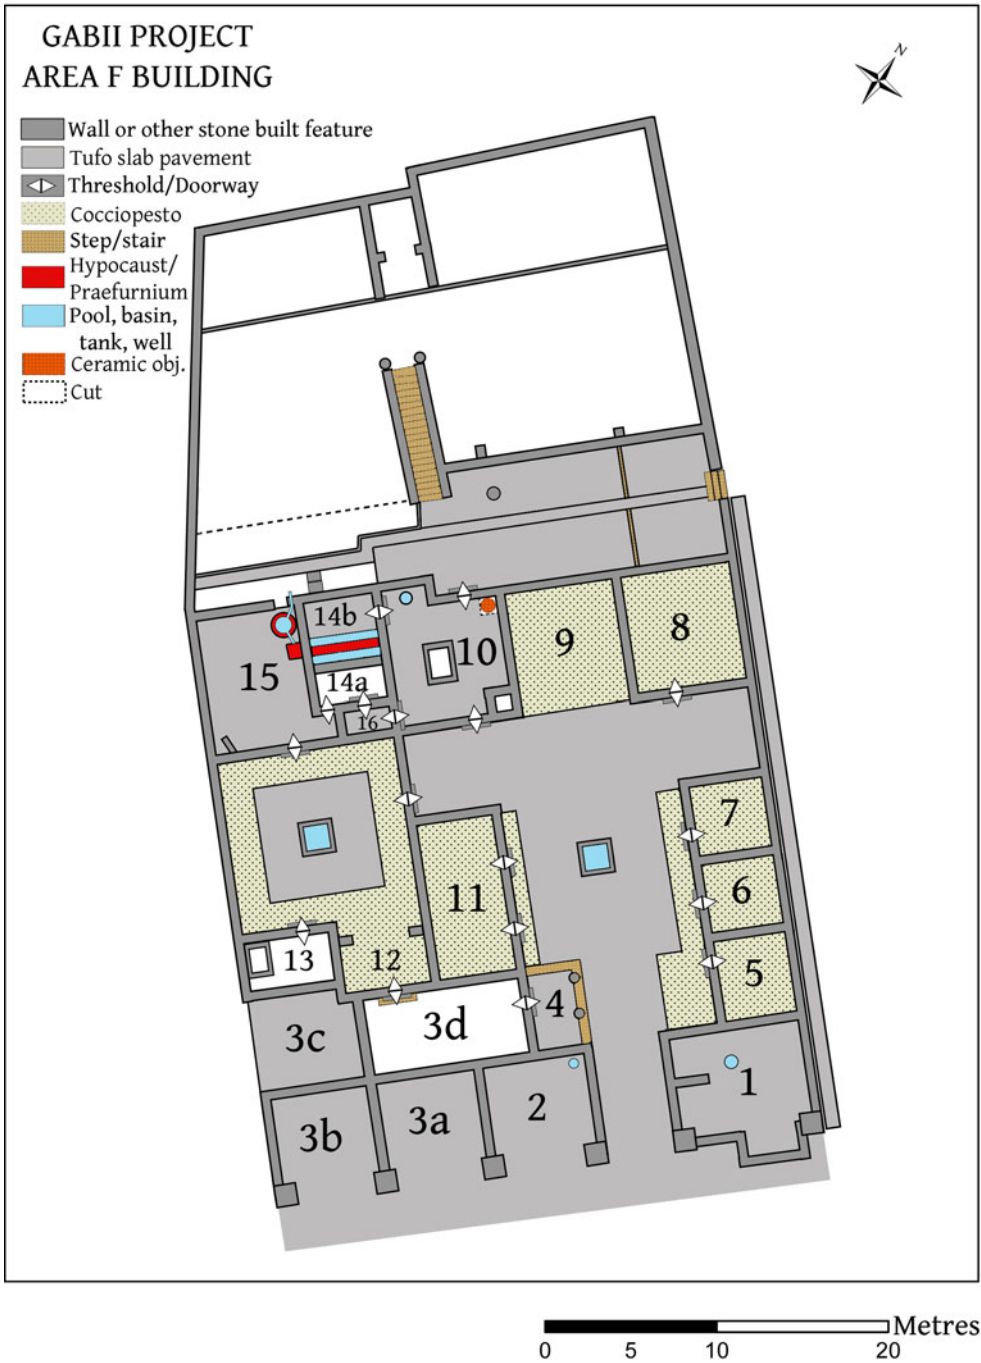 GABII PROJECT
AREA F BUILDING
N
Wall or other stone built feature
Tufo slab pavement
Threshold/Doorway
Cocciopesto
Step/stair
Hypocaust/
Praefurnium
Pool, basin,
tank, well
Ceramic obj.
Cut
14b
15
14a
16
10
9
8
7
6
5
11
12
13
4
3c
3d
3b
3a
2
1
Metres
0 5 10 20